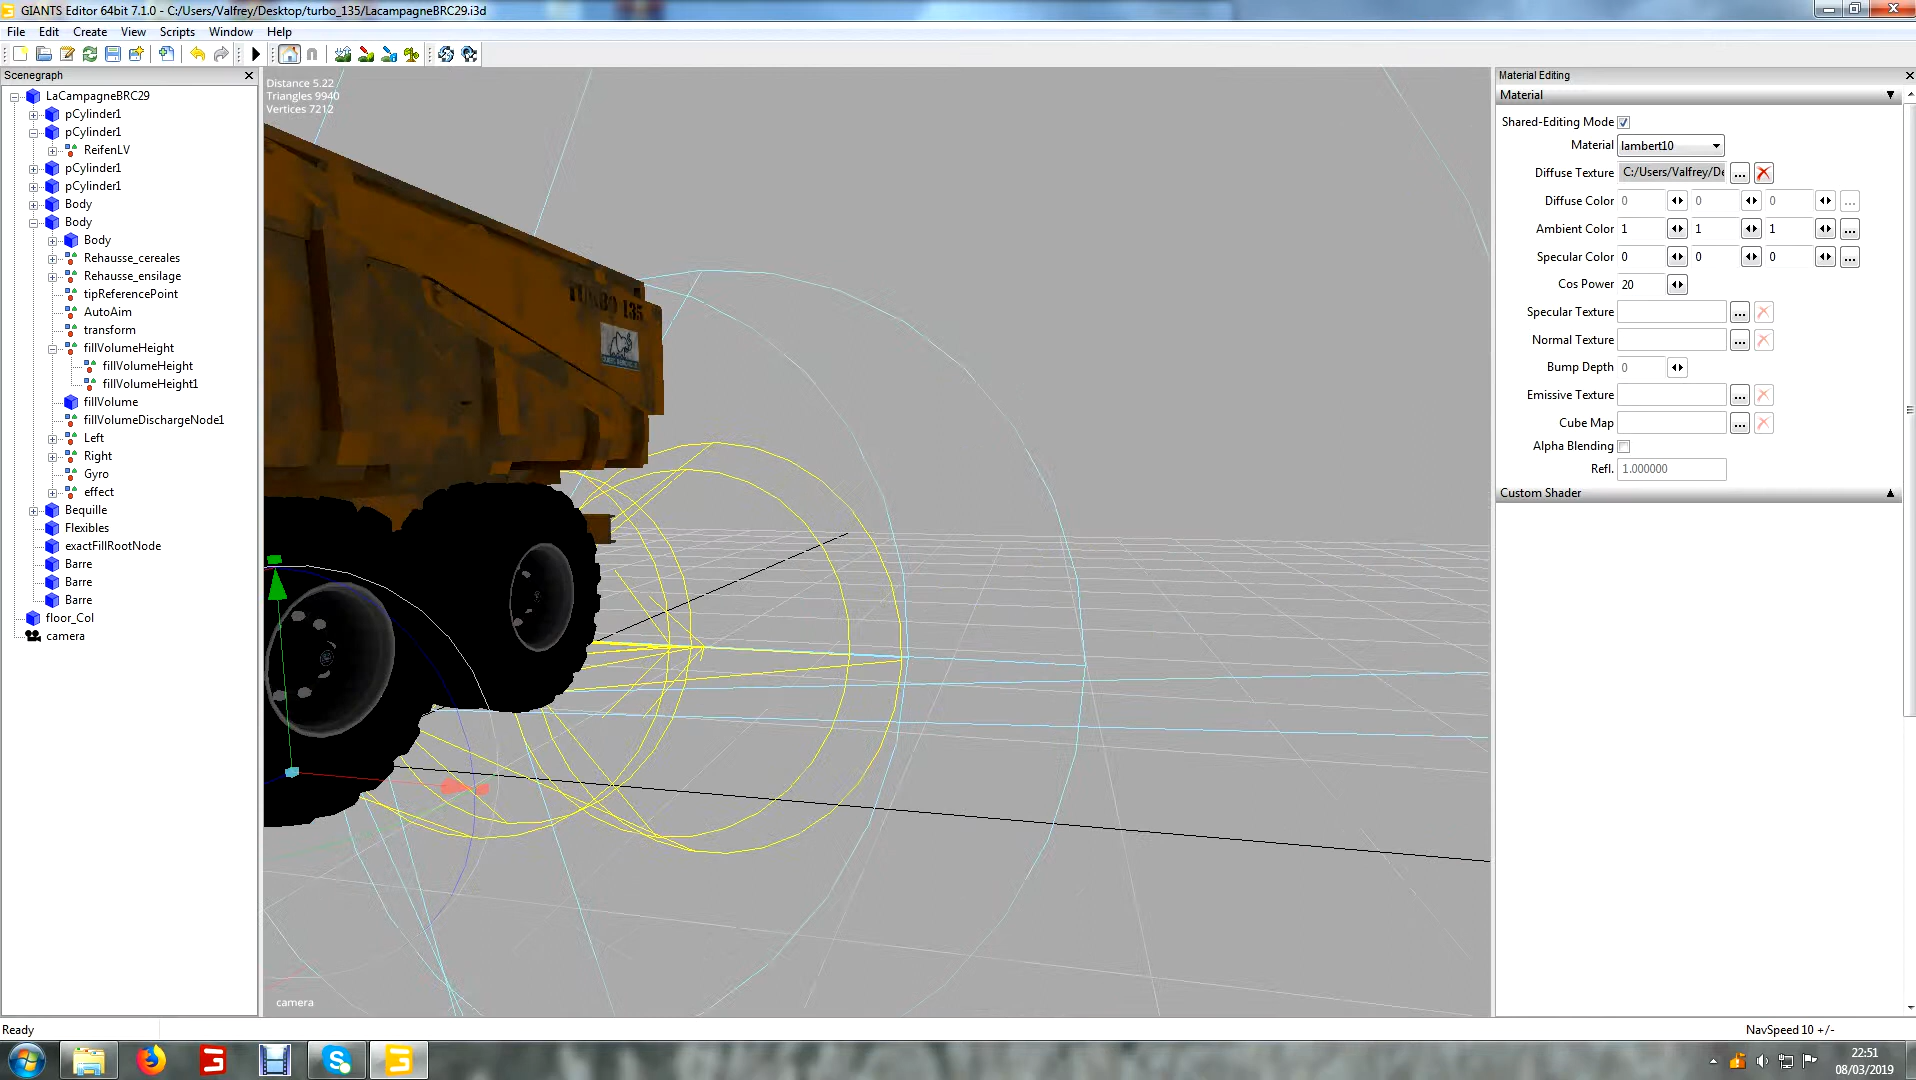 GIANTS Editor 64bit 7.1.0 - C:/Users/Valfrey/Desktop/turbo_135/LacampagneBRC29.i3d
File Edit Create View Scripts Window Help
Scenegraph
LaCampagneBRC29
pCylinder1
pCylinder1
ReifenLV
pCylinder1
pCylinder1
Body
Body
Body
Rehausse_cereales
Rehausse_ensilage
tipReferencePoint
AutoAim
transform
fillVolumeHeight
fillVolumeHeight
fillVolumeHeight1
fillVolume
fillVolumeDischargeNode1
Left
Right
Gyro
effect
Bequille
Flexibles
exactFillRootNode
Barre
Barre
Barre
floor_Col
camera
Distance 5.22
Triangles 9940
Vertices 7212
TURBO 135
camera
Material Editing
Material
Shared-Editing Mode
Material lambert10
Diffuse Texture C:/Users/Valfrey/De ...
Diffuse Color 0 0 0 ...
Ambient Color 1 1 1 ...
Specular Color 0 0 0 ...
Cos Power 20
Specular Texture ...
Normal Texture ...
Bump Depth 0
Emissive Texture ...
Cube Map ...
Alpha Blending
Refl. 1.000000
Custom Shader
Ready
NavSpeed 10 +/-
22:51
08/03/2019